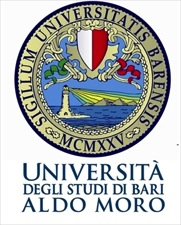 SIGILLUM UNIVERSITATIS BARENSIS
MCMXXV
UNIVERSITÀ
DEGLI STUDI DI BARI
ALDO MORO